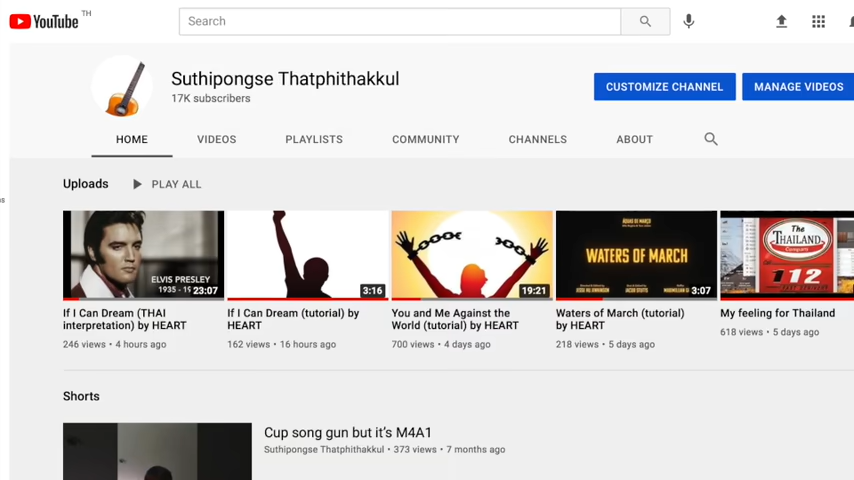 YouTube TH
Search
Suthipongse Thatphithakkul
17K subscribers
CUSTOMIZE CHANNEL
MANAGE VIDEOS
HOME
VIDEOS
PLAYLISTS
COMMUNITY
CHANNELS
ABOUT
Uploads
PLAY ALL
ELVIS PRESLEY
1935 - 19
23:07
3:16
19:21
WATERS OF MARCH
3:07
The
THAILAND
Company
112
If I Can Dream (THAI
interpretation) by HEART
246 views • 4 hours ago
If I Can Dream (tutorial) by
HEART
162 views • 16 hours ago
You and Me Against the
World (tutorial) by HEART
700 views • 4 days ago
Waters of March (tutorial)
by HEART
218 views • 5 days ago
My feeling for Thailand
618 views • 5 days ago
Shorts
Cup song gun but it’s M4A1
Suthipongse Thatphithakkul • 373 views • 7 months ago